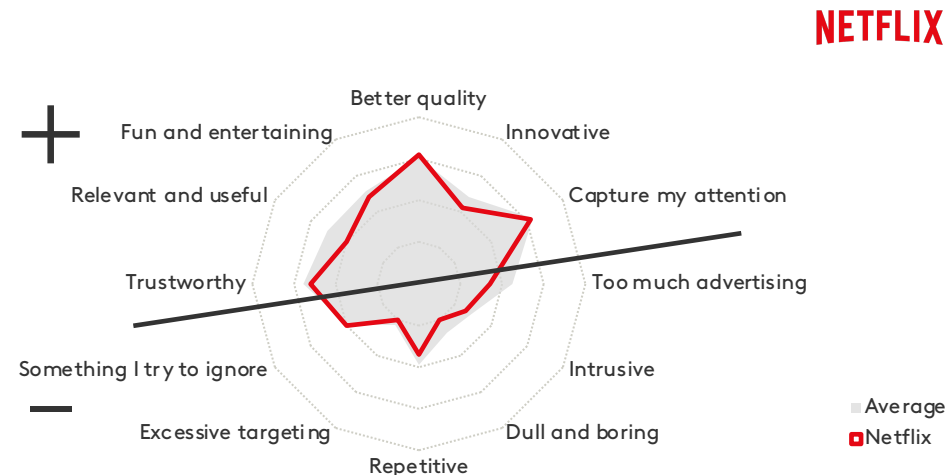 NETFLIX
Better quality
Fun and entertaining
Innovative
Relevant and useful
Capture my attention
Trustworthy
Too much advertising
Something I try to ignore
Intrusive
Average
Excessive targeting
Dull and boring
Netflix
Repetitive